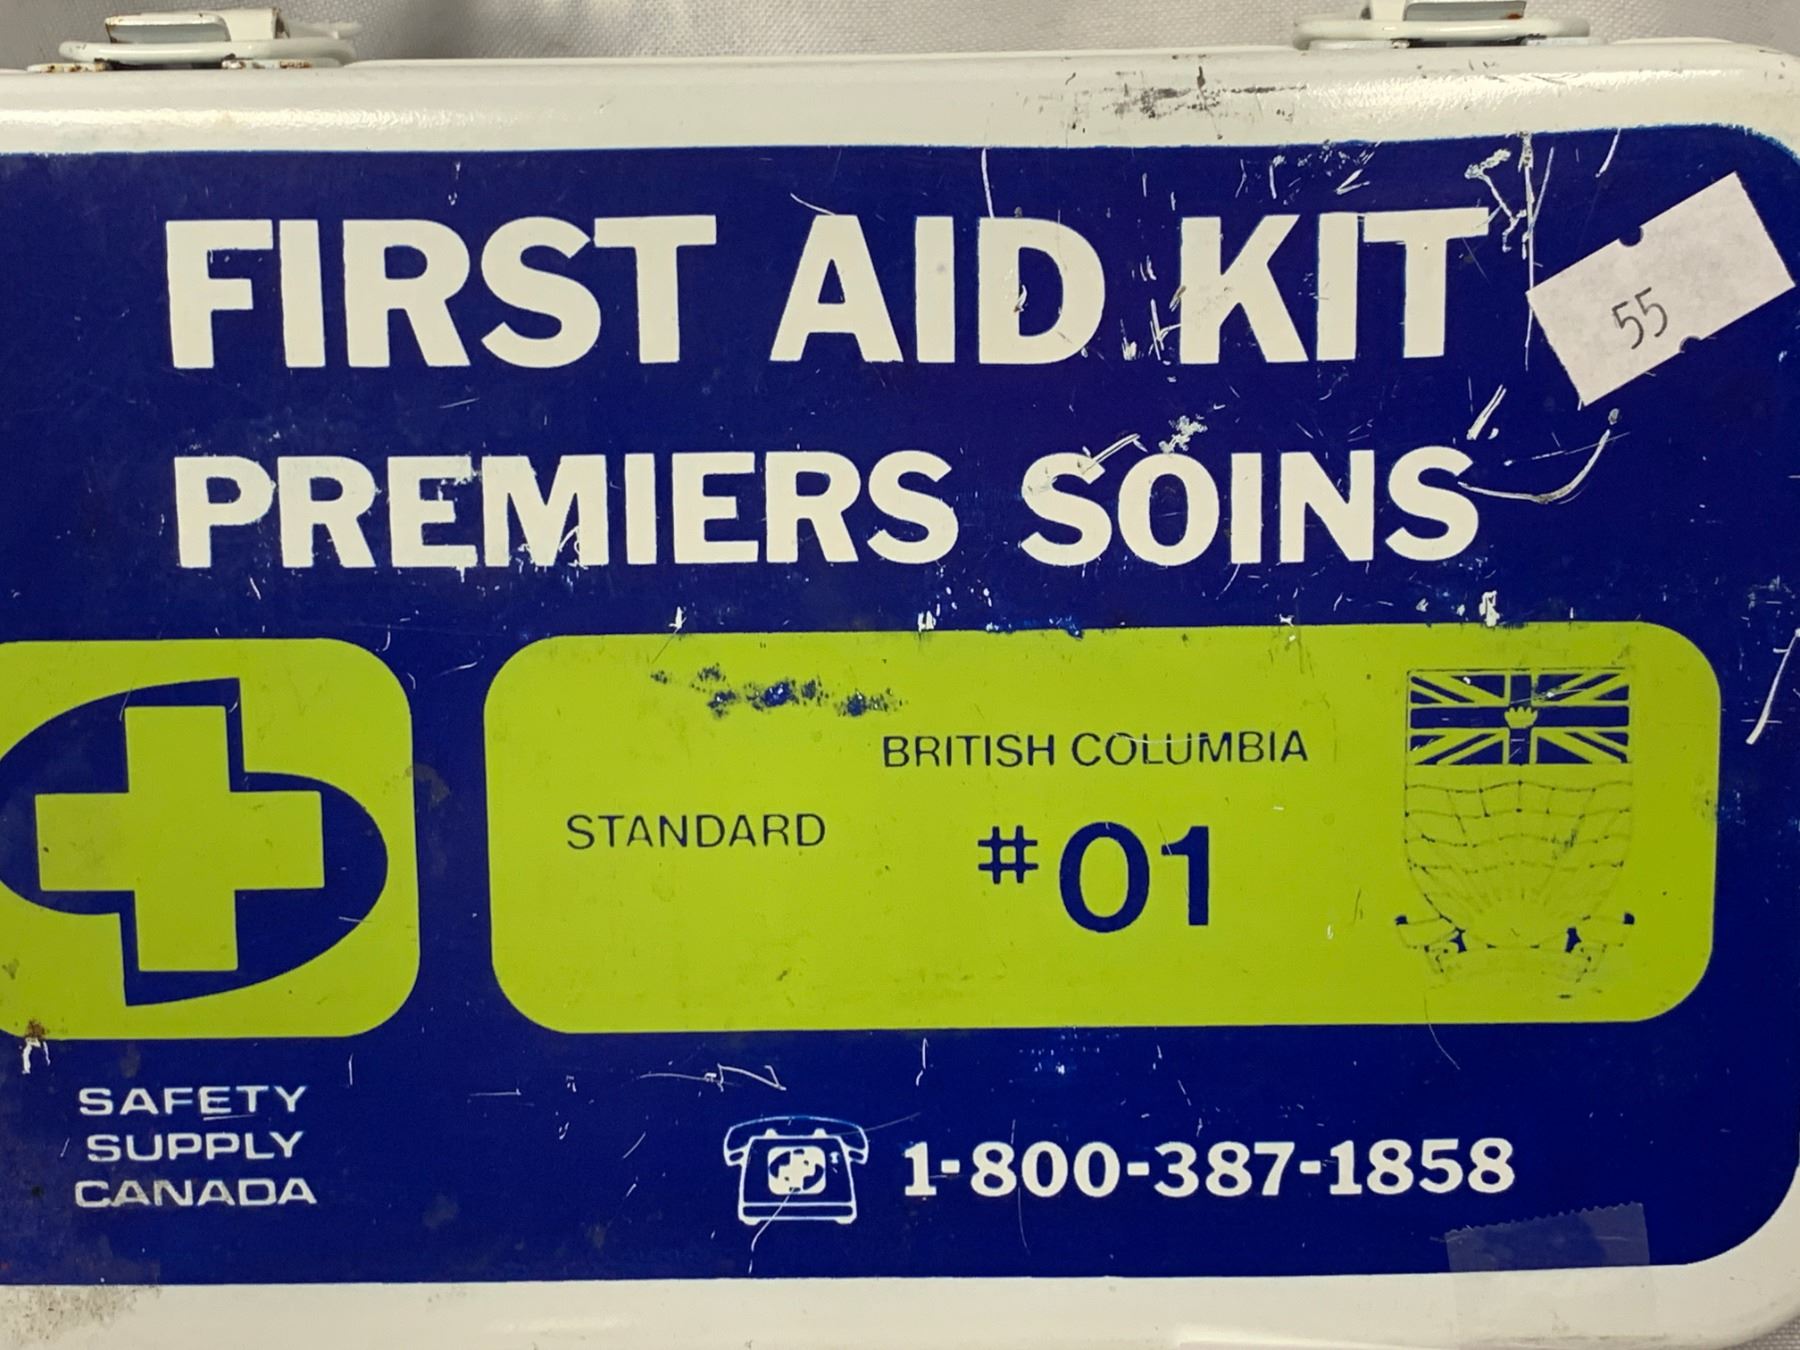 FIRST AID KIT
55
PREMIERS SOINS
STANDARD
BRITISH COLUMBIA
#01
SAFETY
SUPPLY
CANADA
1-800-387-1858